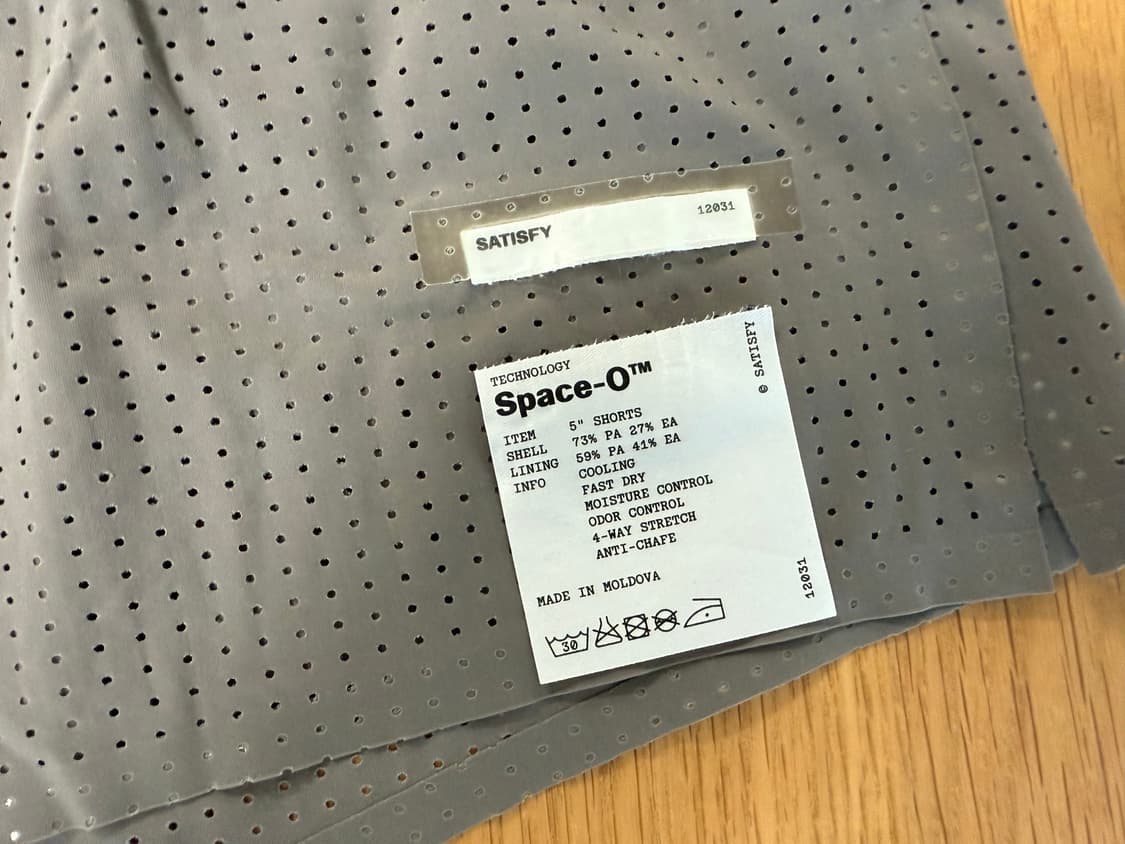 SATISFY 12031
TECHNOLOGY
Space-O™
ITEM 5" SHORTS
SHELL 73% PA 27% EA
LINING 59% PA 41% EA
INFO COOLING
FAST DRY
MOISTURE CONTROL
ODOR CONTROL
4-WAY STRETCH
ANTI-CHAFE
MADE IN MOLDOVA
30
© SATISFY
12031